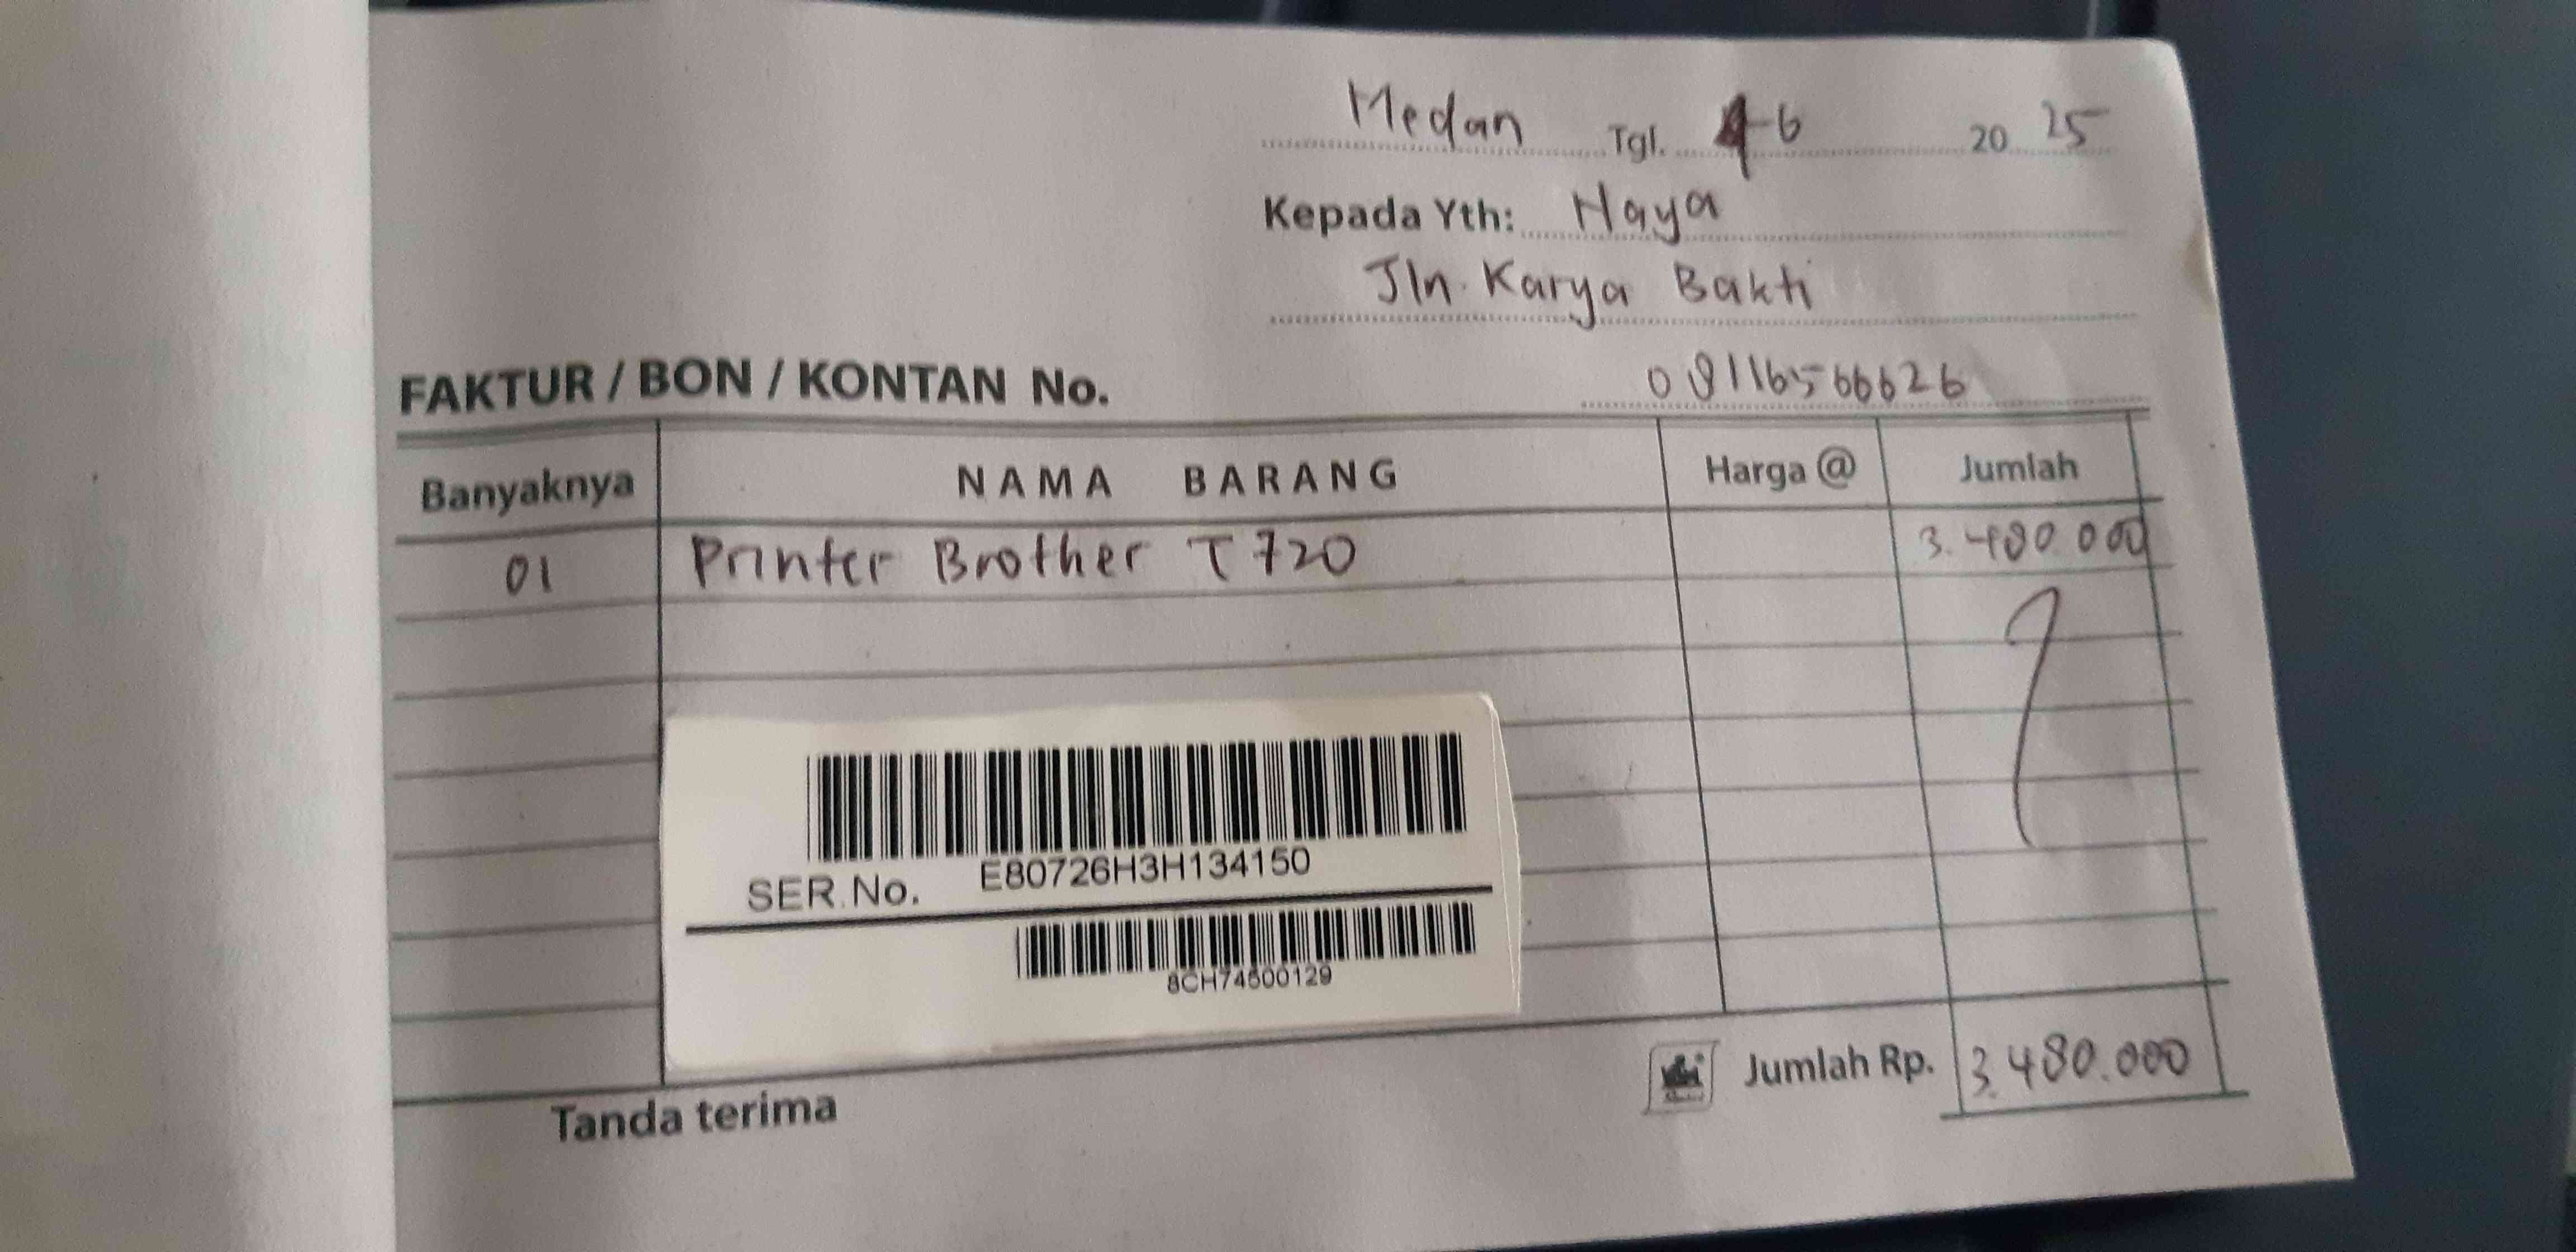 Medan Tgl. 4-6 20 25
Kepada Yth: Haya
Jln. Karya Bakti
FAKTUR / BON / KONTAN No. 08116566626
Banyaknya NAMA BARANG Harga @ Jumlah
01 Printer Brother T720 3.480.000
SER.No. E80726H3H134150
8CH74500129
Jumlah Rp. 3.480.000
Tanda terima